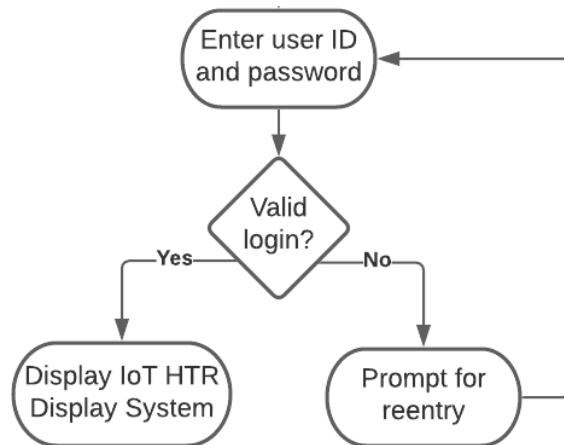 Enter user ID
and password
Valid
login?
Yes
No
Display IoT HTR
Display System
Prompt for
reentry